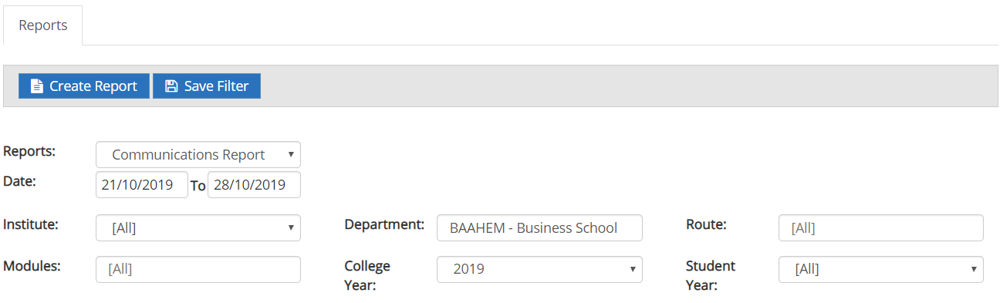 Reports
Create Report Save Filter
Reports: Communications Report
Date: 21/10/2019 To 28/10/2019
Institute: [All] Department: BAAHEM - Business School Route: [All]
Modules: [All] College Year: 2019 Student Year: [All]